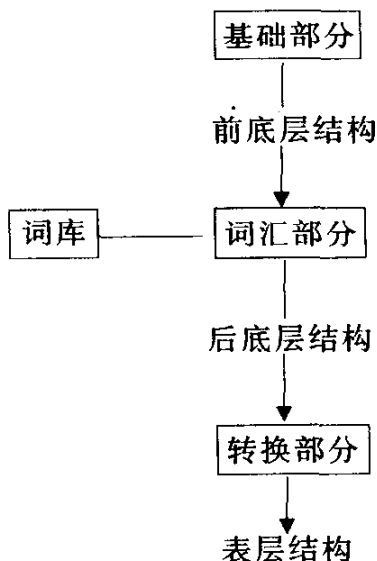 基础部分
前底层结构
词库
词汇部分
后底层结构
转换部分
表层结构